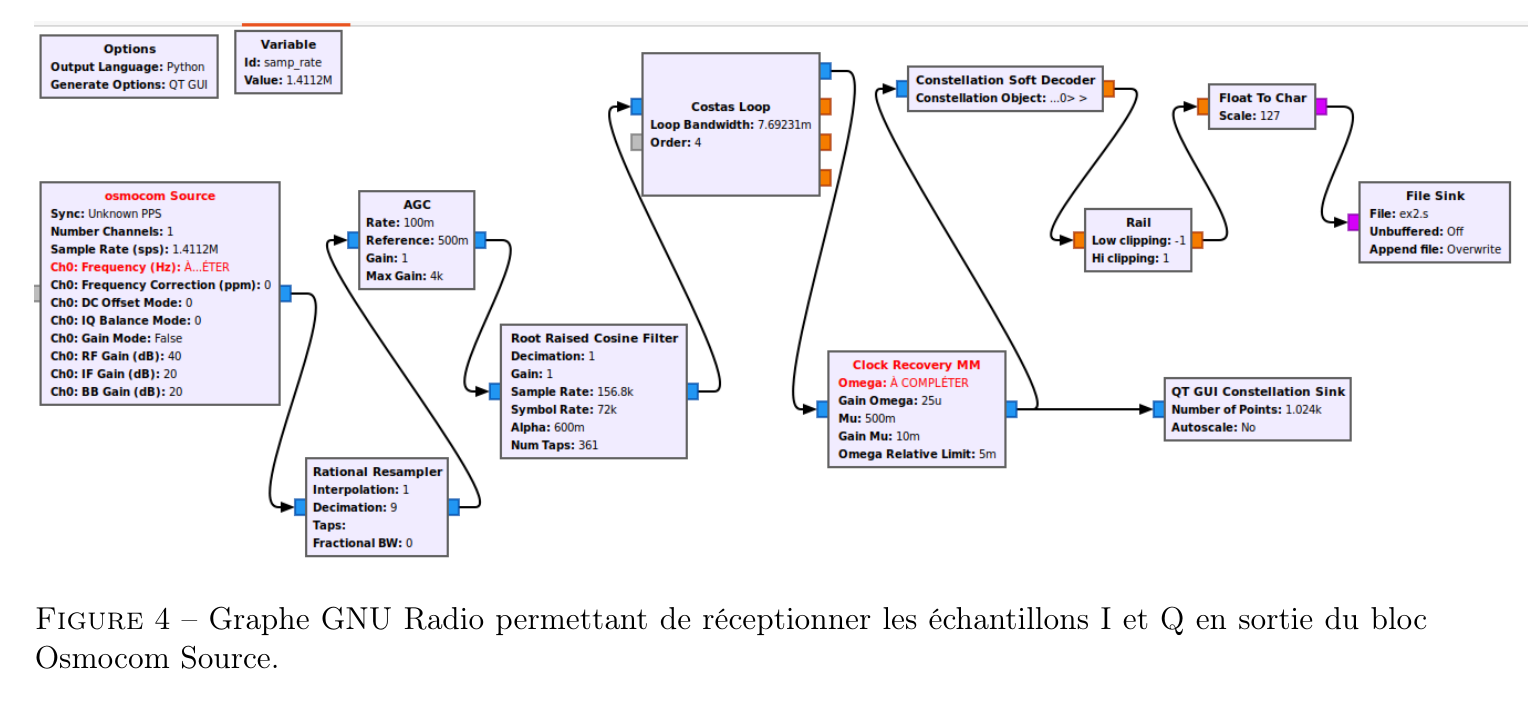 Options
Output Language: Python
Generate Options: QT GUI
Variable
Id: samp_rate
Value: 1.4112M
osmocom Source
Sync: Unknown PPS
Number Channels: 1
Sample Rate (sps): 1.4112M
Ch0: Frequency (Hz): À...ÉTER
Ch0: Frequency Correction (ppm): 0
Ch0: DC Offset Mode: 0
Ch0: IQ Balance Mode: 0
Ch0: Gain Mode: False
Ch0: RF Gain (dB): 40
Ch0: IF Gain (dB): 20
Ch0: BB Gain (dB): 20
Rational Resampler
Interpolation: 1
Decimation: 9
Taps:
Fractional BW: 0
AGC
Rate: 100m
Reference: 500m
Gain: 1
Max Gain: 4k
Root Raised Cosine Filter
Decimation: 1
Gain: 1
Sample Rate: 156.8k
Symbol Rate: 72k
Alpha: 600m
Num Taps: 361
Costas Loop
Loop Bandwidth: 7.69231m
Order: 4
Clock Recovery MM
Omega: À COMPLÉTER
Gain Omega: 25u
Mu: 500m
Gain Mu: 10m
Omega Relative Limit: 5m
Constellation Soft Decoder
Constellation Object: ...0> >
Rail
Low clipping: -1
Hi clipping: 1
Float To Char
Scale: 127
File Sink
File: ex2.s
Unbuffered: Off
Append file: Overwrite
QT GUI Constellation Sink
Number of Points: 1.024k
Autoscale: No
FIGURE 4 – Graphe GNU Radio permettant de réceptionner les échantillons I et Q en sortie du bloc
Osmocom Source.